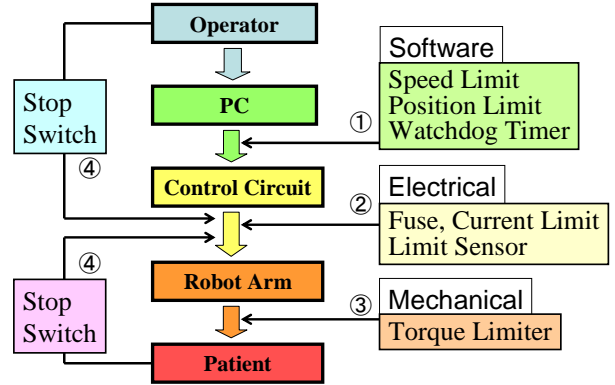 Operator
Software
Speed Limit
Position Limit
Watchdog Timer
①
Stop
Switch
④
PC
Control Circuit
Electrical
②
Fuse, Current Limit
Limit Sensor
④
Stop
Switch
Robot Arm
③
Mechanical
Torque Limiter
Patient